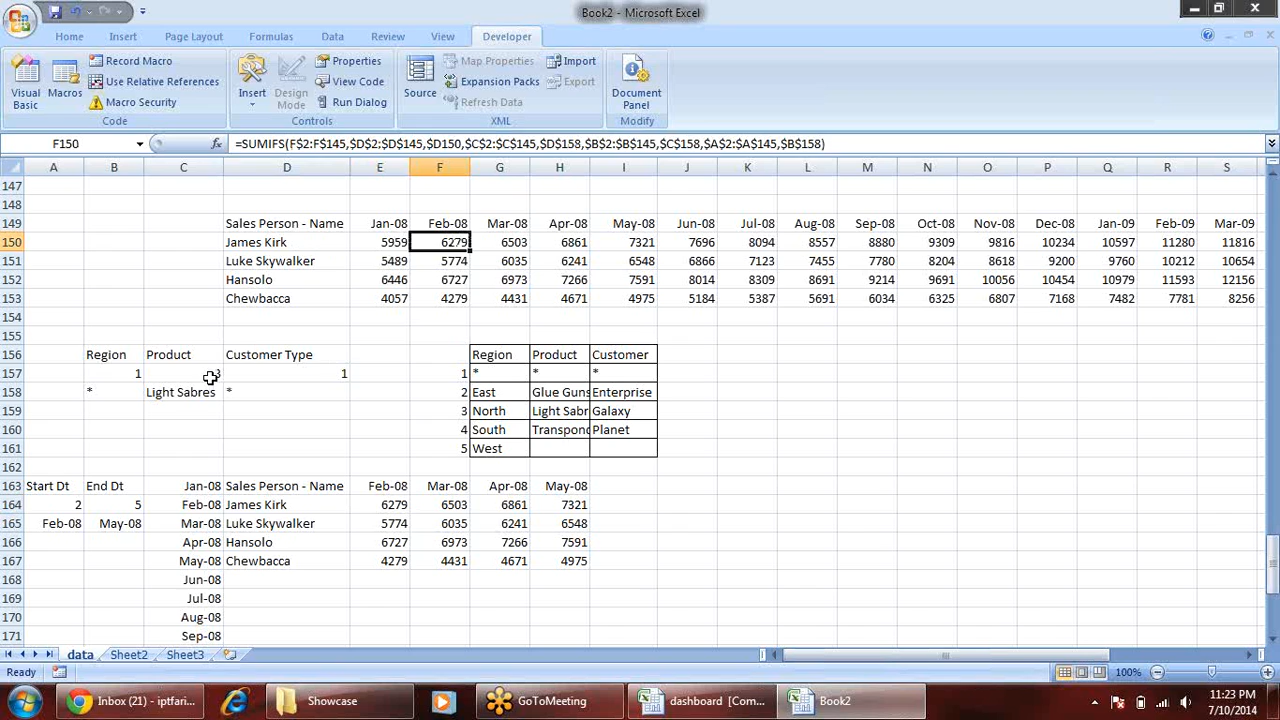 Book2 - Microsoft Excel
Home Insert Page Layout Formulas Data Review View Developer
Visual Basic Macros Record Macro Use Relative References Macro Security Insert Design Mode Properties View Code Run Dialog Source Map Properties Expansion Packs Refresh Data Import Export Document Panel
Code Controls XML Modify
F150 fx =SUMIFS(F$2:F$145,$D$2:$D$145,$D150,$C$2:$C$145,$D$158,$B$2:$B$145,$C$158,$A$2:$A$145,$B$158)
A B C D E F G H I J K L M N O P Q R S
147
148
149 Sales Person - Name Jan-08 Feb-08 Mar-08 Apr-08 May-08 Jun-08 Jul-08 Aug-08 Sep-08 Oct-08 Nov-08 Dec-08 Jan-09 Feb-09 Mar-09
150 James Kirk 5959 6279 6503 6861 7321 7696 8094 8557 8880 9309 9816 10234 10597 11280 11816
151 Luke Skywalker 5489 5774 6035 6241 6548 6866 7123 7455 7780 8204 8618 9200 9760 10212 10654
152 Hansolo 6446 6727 6973 7266 7591 8014 8309 8691 9214 9691 10056 10454 10979 11593 12156
153 Chewbacca 4057 4279 4431 4671 4975 5184 5387 5691 6034 6325 6807 7168 7482 7781 8256
154
155
156 Region Product Customer Type Region Product Customer
157 1 3 1 1 * * *
158 * Light Sabres * 2 East Glue Guns Enterprise
159 3 North Light Sabr Galaxy
160 4 South Transpond Planet
161 5 West
162
163 Start Dt End Dt Jan-08 Sales Person - Name Feb-08 Mar-08 Apr-08 May-08
164 2 5 Feb-08 James Kirk 6279 6503 6861 7321
165 Feb-08 May-08 Mar-08 Luke Skywalker 5774 6035 6241 6548
166 Apr-08 Hansolo 6727 6973 7266 7591
167 May-08 Chewbacca 4279 4431 4671 4975
168 Jun-08
169 Jul-08
170 Aug-08
171 Sep-08
data Sheet2 Sheet3
Ready 100%
Inbox (21) - iptfari... Showcase GoToMeeting dashboard [Com... Book2 11:23 PM
7/10/2014